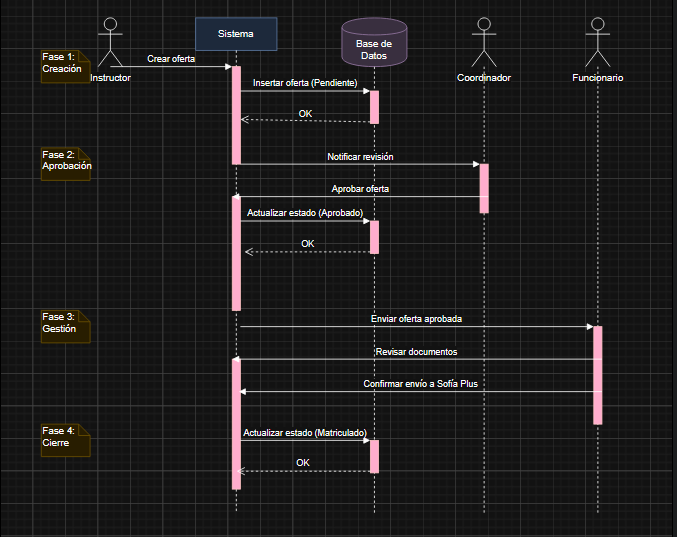 Sistema
Base de
Datos
Fase 1:
Creación
Instructor
Coordinador
Funcionario
Crear oferta
Insertar oferta (Pendiente)
OK
Fase 2:
Aprobación
Notificar revisión
Aprobar oferta
Actualizar estado (Aprobado)
OK
Fase 3:
Gestión
Enviar oferta aprobada
Revisar documentos
Confirmar envío a Sofía Plus
Fase 4:
Cierre
Actualizar estado (Matriculado)
OK